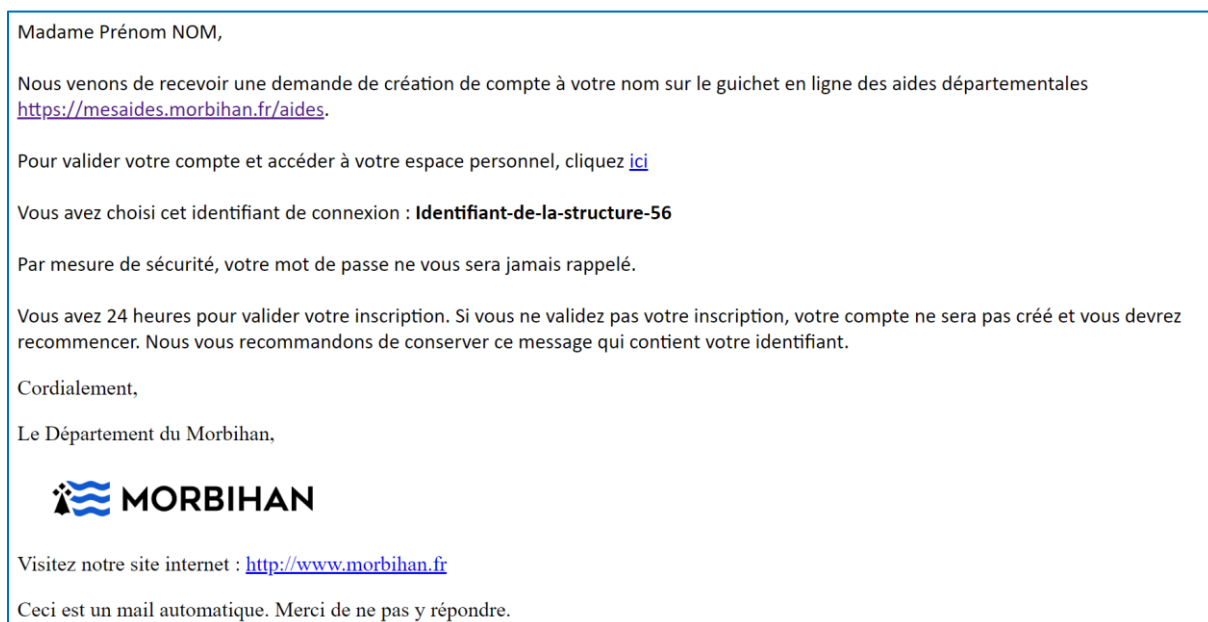 Madame Prénom NOM,
Nous venons de recevoir une demande de création de compte à votre nom sur le guichet en ligne des aides départementales
https://mesaides.morbihan.fr/aides.
Pour valider votre compte et accéder à votre espace personnel, cliquez ici
Vous avez choisi cet identifiant de connexion : Identifiant-de-la-structure-56
Par mesure de sécurité, votre mot de passe ne vous sera jamais rappelé.
Vous avez 24 heures pour valider votre inscription. Si vous ne validez pas votre inscription, votre compte ne sera pas créé et vous devrez
recommencer. Nous vous recommandons de conserver ce message qui contient votre identifiant.
Cordialement,
Le Département du Morbihan,
MORBIHAN
Visitez notre site internet : http://www.morbihan.fr
Ceci est un mail automatique. Merci de ne pas y répondre.